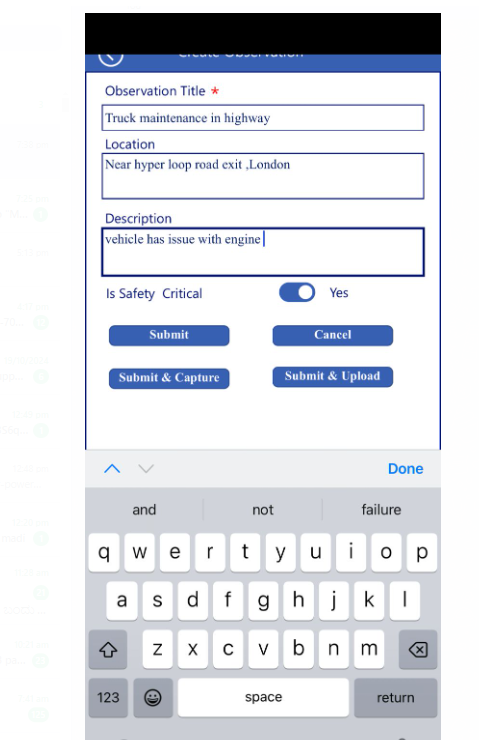 Create Observation
Observation Title *
Truck maintenance in highway
Location
Near hyper loop road exit ,London
Description
vehicle has issue with engine
Is Safety Critical Yes
Submit Cancel
Submit & Capture Submit & Upload
Done
and not failure
q w e r t y u i o p
a s d f g h j k l
z x c v b n m
123 space return